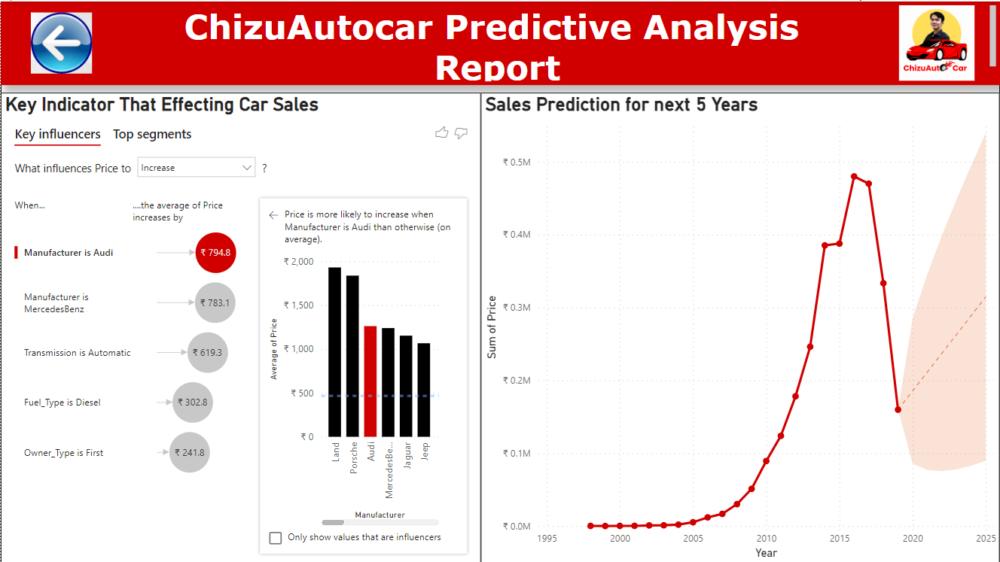 ChizuAutocar Predictive Analysis
Report
ChizuAuto Car
Key Indicator That Effecting Car Sales
Key influencers
Top segments
What influences Price to
Increase
?
When...
....the average of Price
increases by
Manufacturer is Audi
₹ 794.8
Manufacturer is
MercedesBenz
₹ 783.1
Transmission is Automatic
₹ 619.3
Fuel_Type is Diesel
₹ 302.8
Owner_Type is First
₹ 241.8
Price is more likely to increase when
Manufacturer is Audi than otherwise (on
average).
Average of Price
₹ 2,000
₹ 1,500
₹ 1,000
₹ 500
₹ 0
Land
Porsche
Audi
MercedesBe...
Jaguar
Jeep
Manufacturer
Only show values that are influencers
Sales Prediction for next 5 Years
Sum of Price
₹ 0.5M
₹ 0.4M
₹ 0.3M
₹ 0.2M
₹ 0.1M
₹ 0.0M
1995
2000
2005
2010
2015
2020
2025
Year